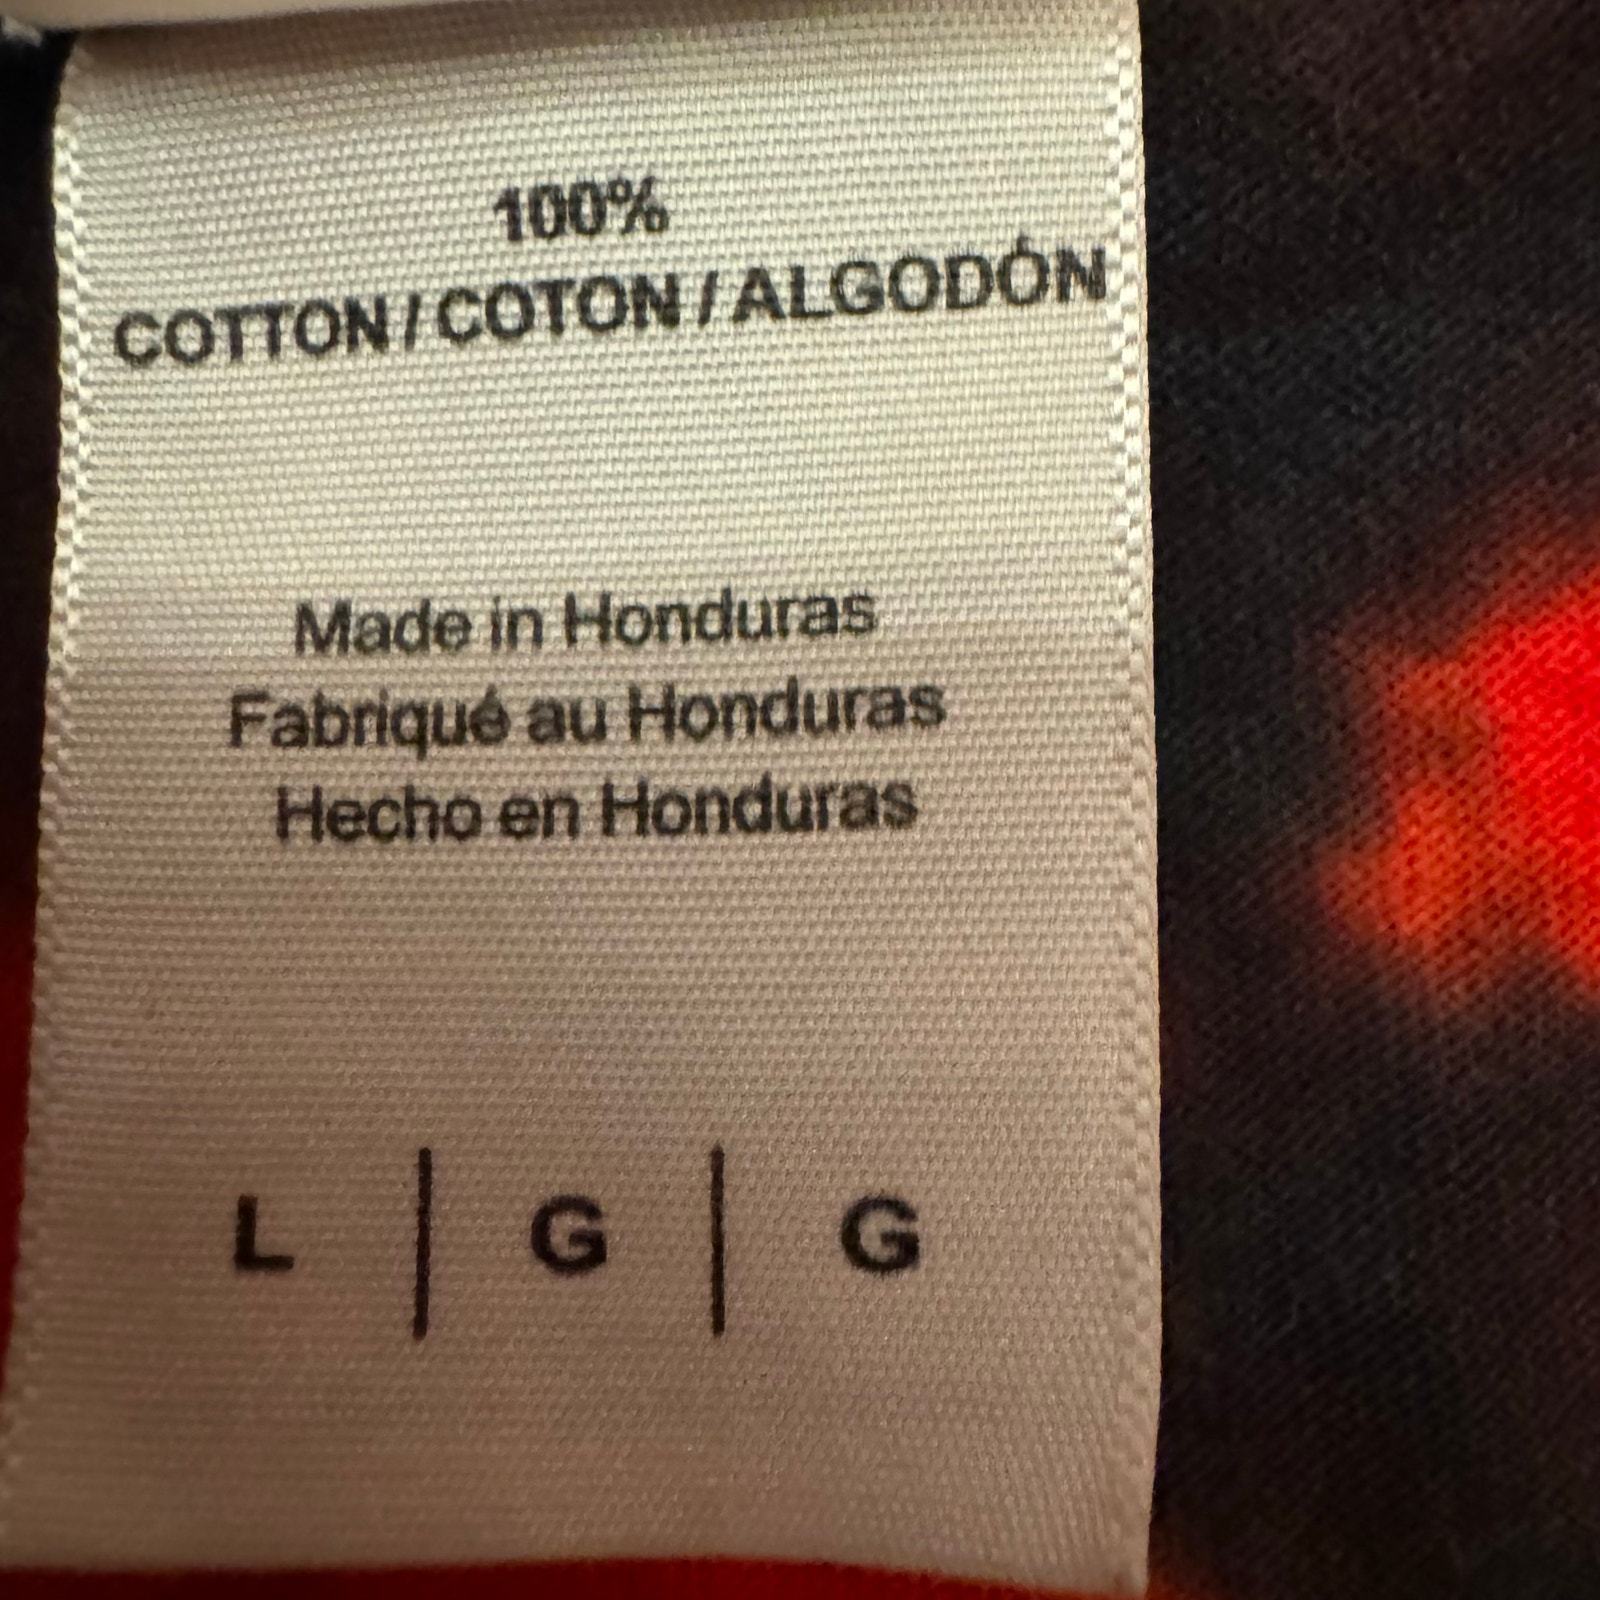 100%
COTTON / COTON / ALGODÓN
Made in Honduras
Fabriqué au Honduras
Hecho en Honduras
L | G | G